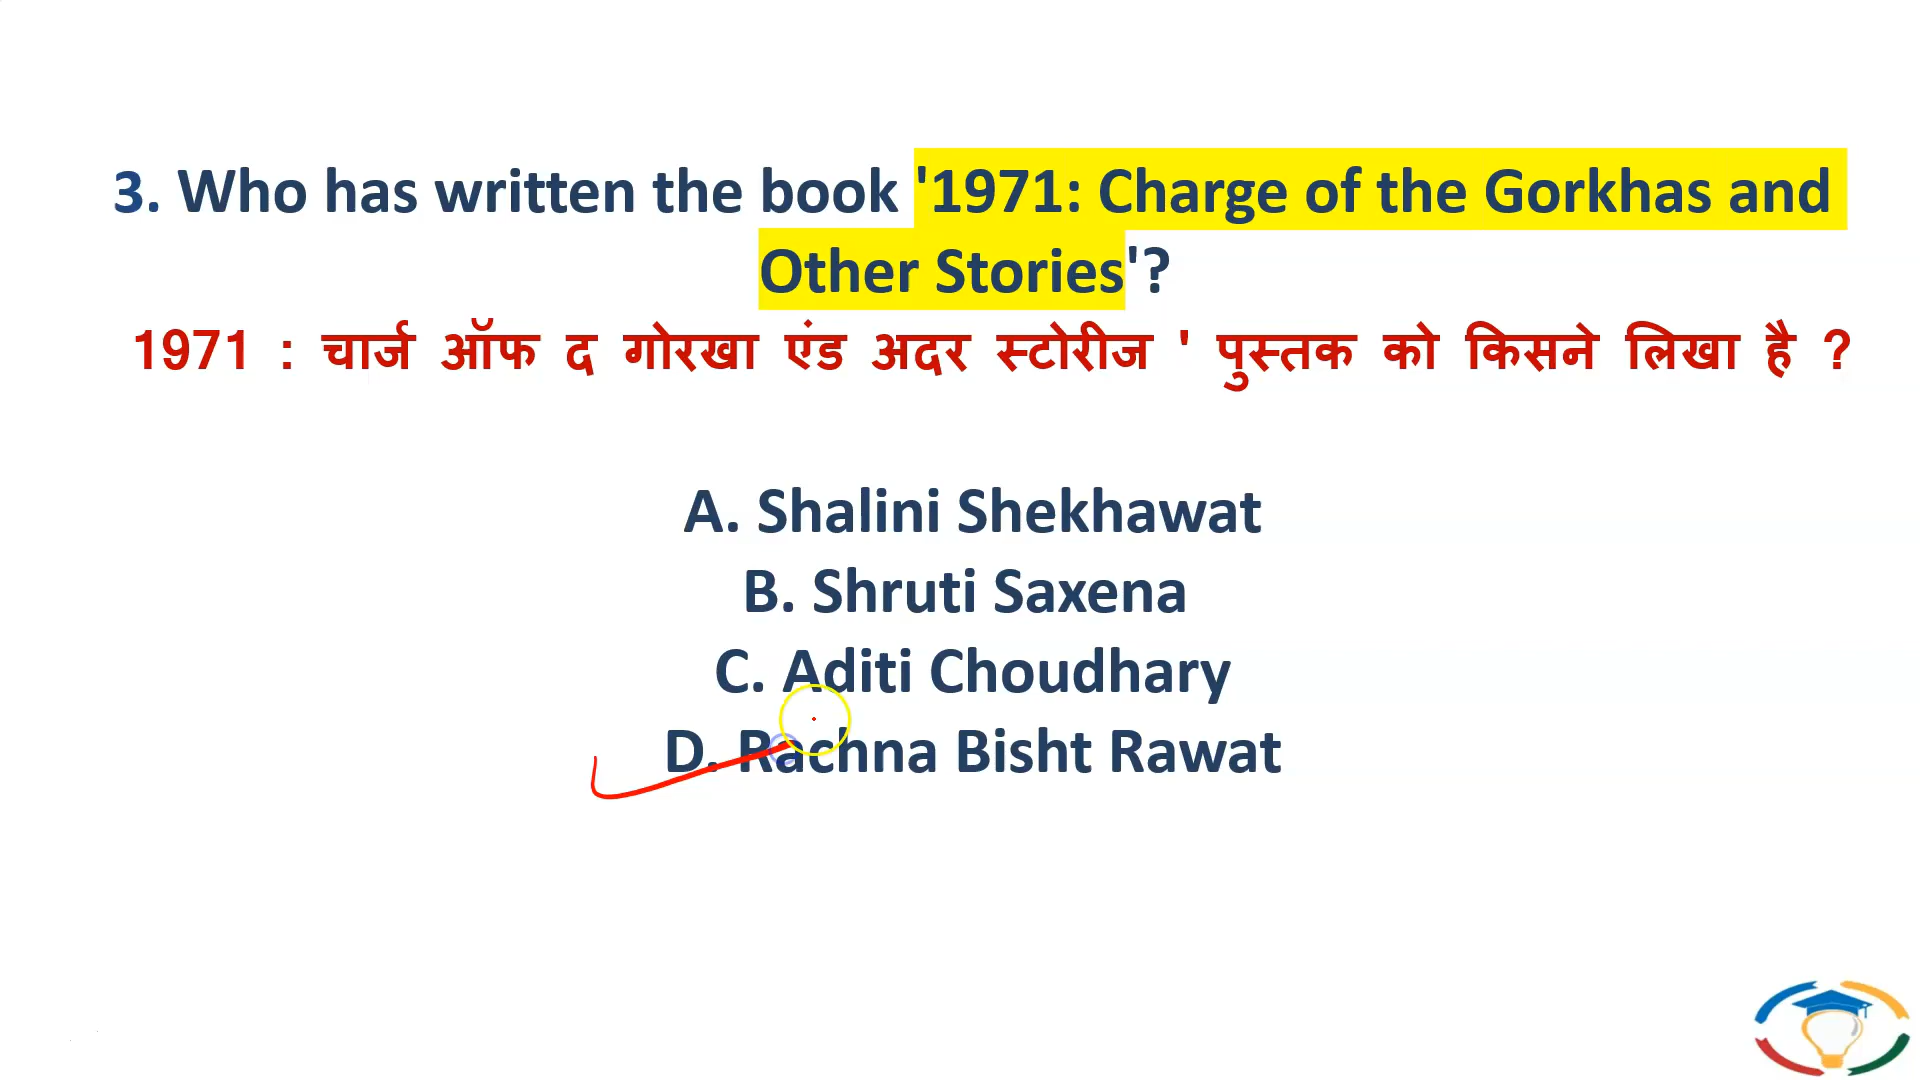 3. Who has written the book '1971: Charge of the Gorkhas and
Other Stories'?
1971 : चार्ज ऑफ द गोरखा एंड अदर स्टोरीज ' पुस्तक को किसने लिखा है ?
A. Shalini Shekhawat
B. Shruti Saxena
C. Aditi Choudhary
D. Rachna Bisht Rawat